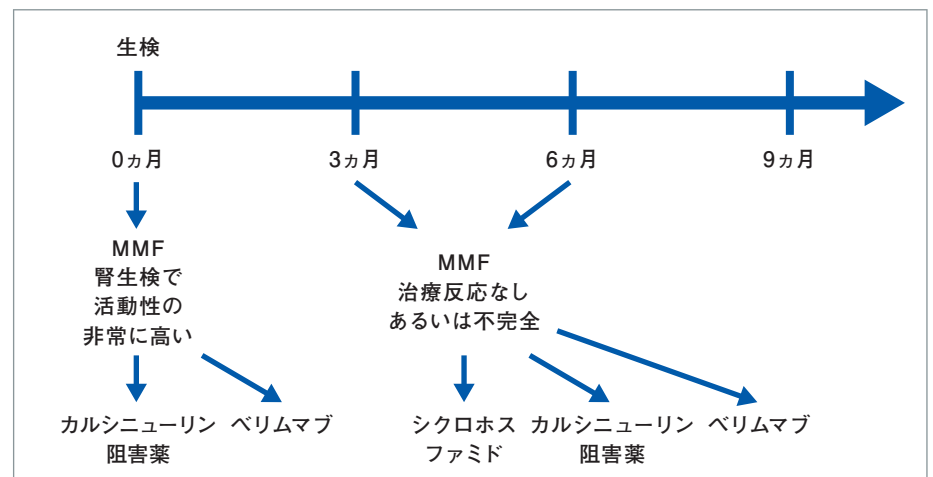 生検
0ヵ月
3ヵ月
6ヵ月
9ヵ月
MMF
腎生検で
活動性の
非常に高い
MMF
治療反応なし
あるいは不完全
カルシニューリン
阻害薬
ベリムマブ
シクロホス
ファミド
カルシニューリン
阻害薬
ベリムマブ